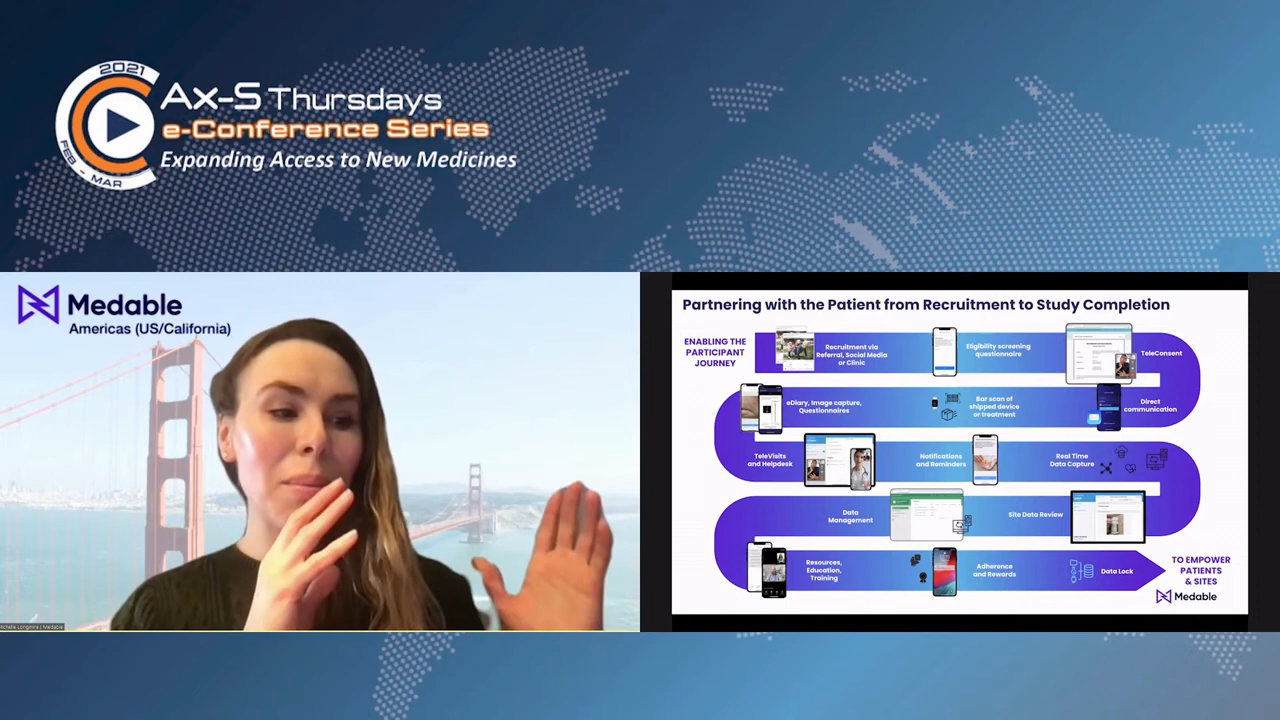 2021
FEB - MAR
Ax-S Thursdays
e-Conference Series
Expanding Access to New Medicines
Medable
Americas (US/California)
Michelle Longmire | Medable
Partnering with the Patient from Recruitment to Study Completion
ENABLING THE
PARTICIPANT
JOURNEY
Recruitment via
Referral, Social Media
or Clinic
Eligibility screening
questionnaire
TeleConsent
eDiary, Image capture,
Questionnaires
Bar scan of
shipped device
or treatment
Direct
communication
TeleVisits
and Helpdesk
Notifications
and Reminders
Real Time
Data Capture
Data
Management
Site Data Review
Resources,
Education,
Training
Adherence
and Rewards
Data Lock
TO EMPOWER
PATIENTS
& SITES
Medable